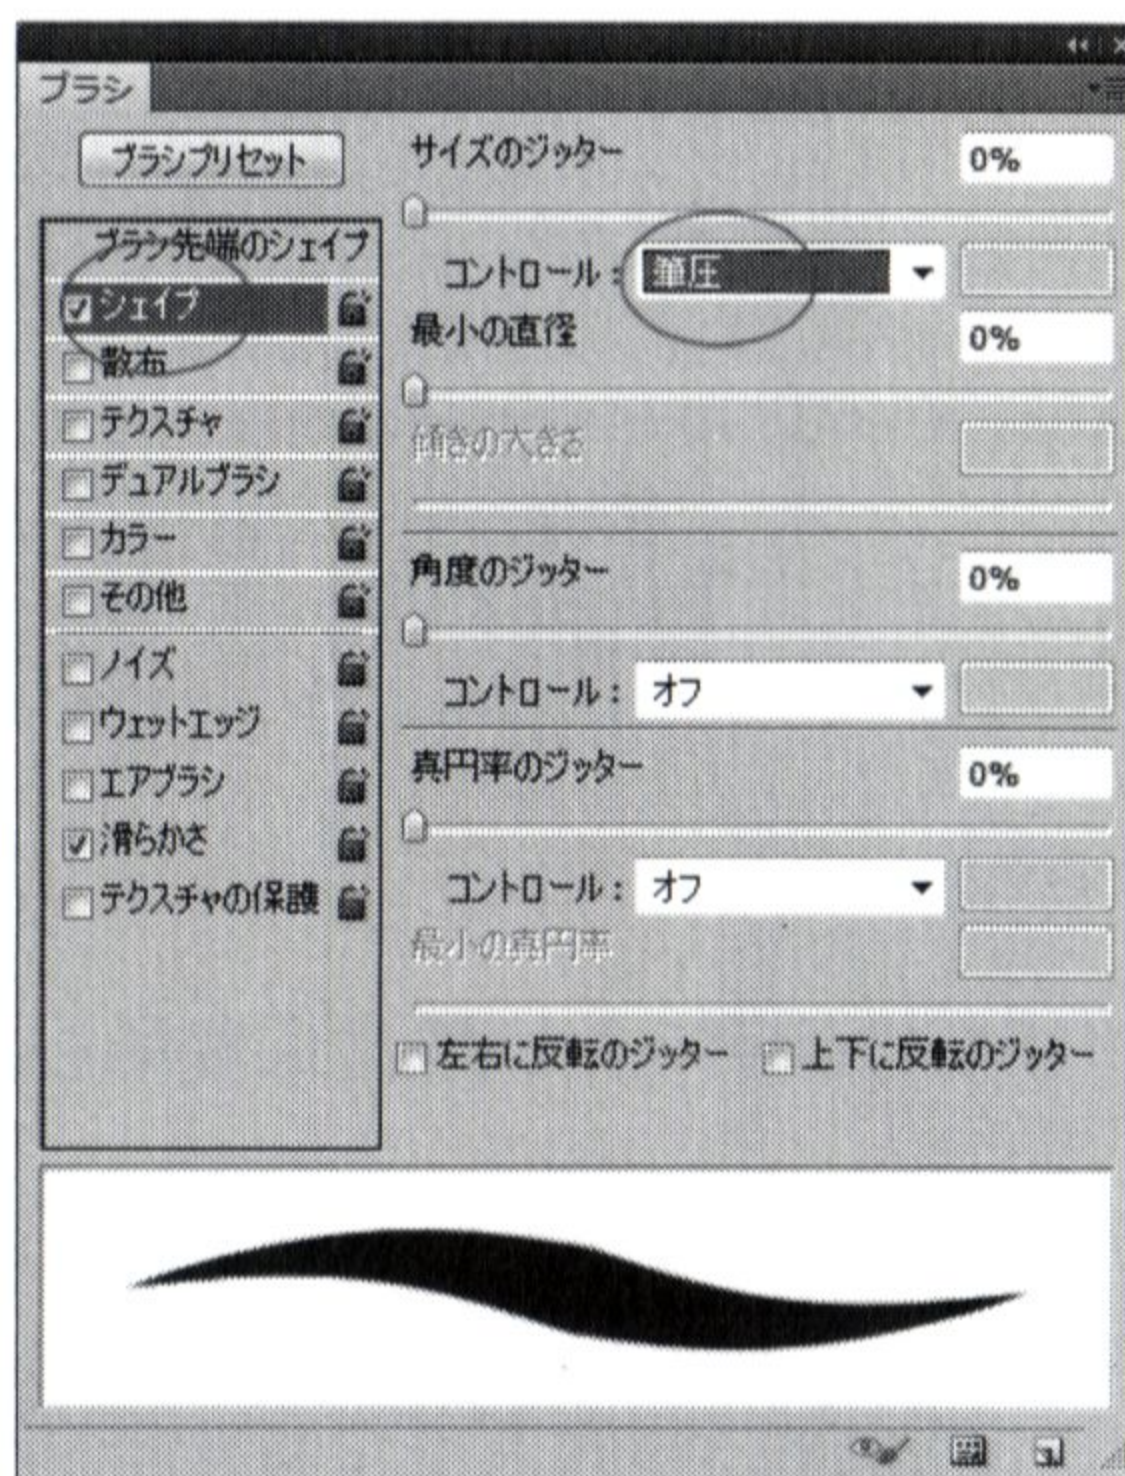 ブラシ
ブラシプリセット
ブラシ先端のシェイプ
シェイプ
散布
テクスチャ
デュアルブラシ
カラー
その他
ノイズ
ウェットエッジ
エアブラシ
滑らかさ
テクスチャの保護
サイズのジッター 0%
コントロール： 筆圧
最小の直径 0%
傾きの大きさ
角度のジッター 0%
コントロール： オフ
真円率のジッター 0%
コントロール： オフ
最小の真円率
左右に反転のジッター 上下に反転のジッター